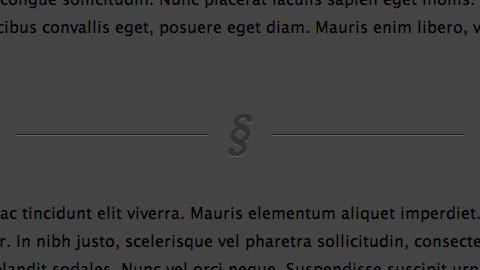 congue sollicitudin. Nunc placerat iaculis sapien eget mollis.
cibus convallis eget, posuere eget diam. Mauris enim libero, v
§
ac tincidunt elit viverra. Mauris elementum aliquet imperdiet.
r. In nibh justo, scelerisque vel pharetra sollicitudin, consecte
landit sodales. Nunc vel orci neque. Suspendisse suscipit urn